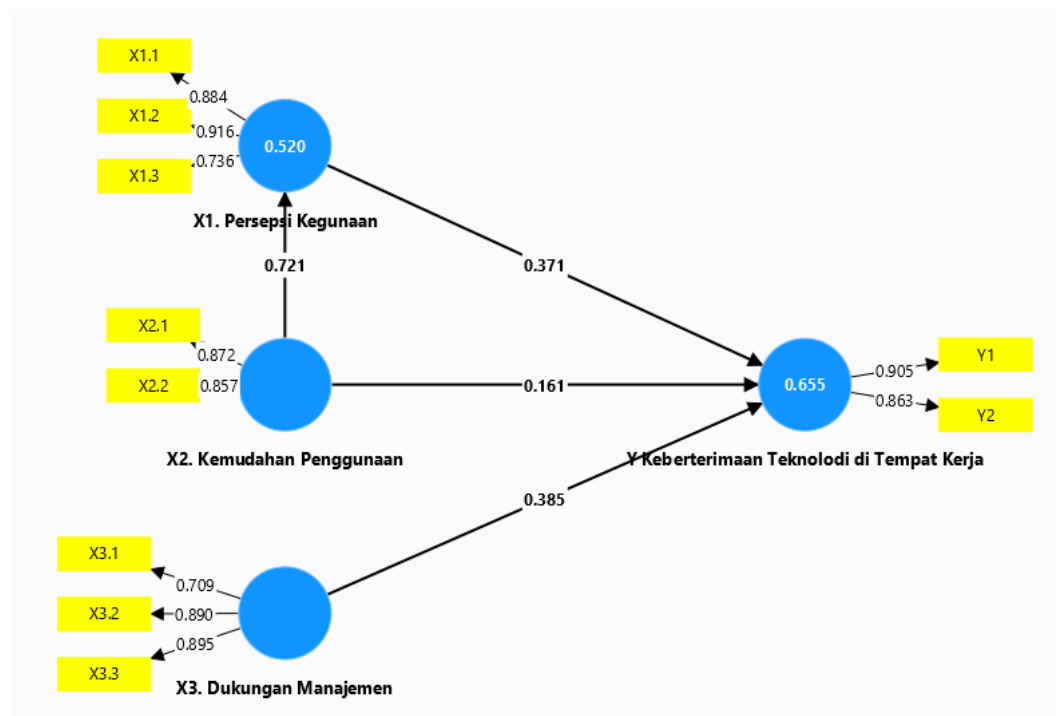 X1.1
0.884
X1.2
0.916
0.520
0.736
X1.3
X1. Persepsi Kegunaan
0.721
0.371
X2.1
0.872
X2.2
0.857
0.161
0.655
Y1
0.905
0.863
Y2
X2. Kemudahan Penggunaan
Y Keberterimaan Teknolodi di Tempat Kerja
0.385
X3.1
0.709
X3.2
0.890
0.895
X3.3
X3. Dukungan Manajemen